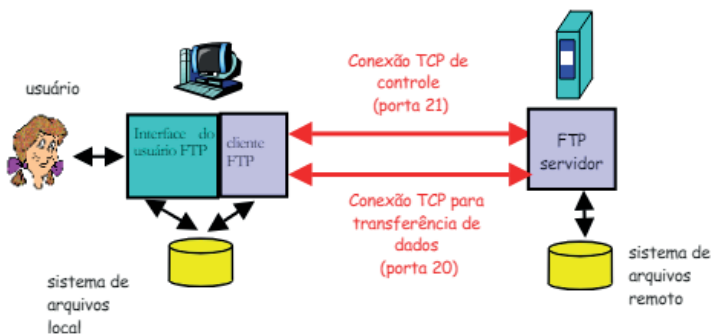 usuário
Interface do
usuário FTP
cliente
FTP
Conexão TCP de
controle
(porta 21)
Conexão TCP para
transferência de
dados
(porta 20)
FTP
servidor
sistema de
arquivos
local
sistema de
arquivos
remoto